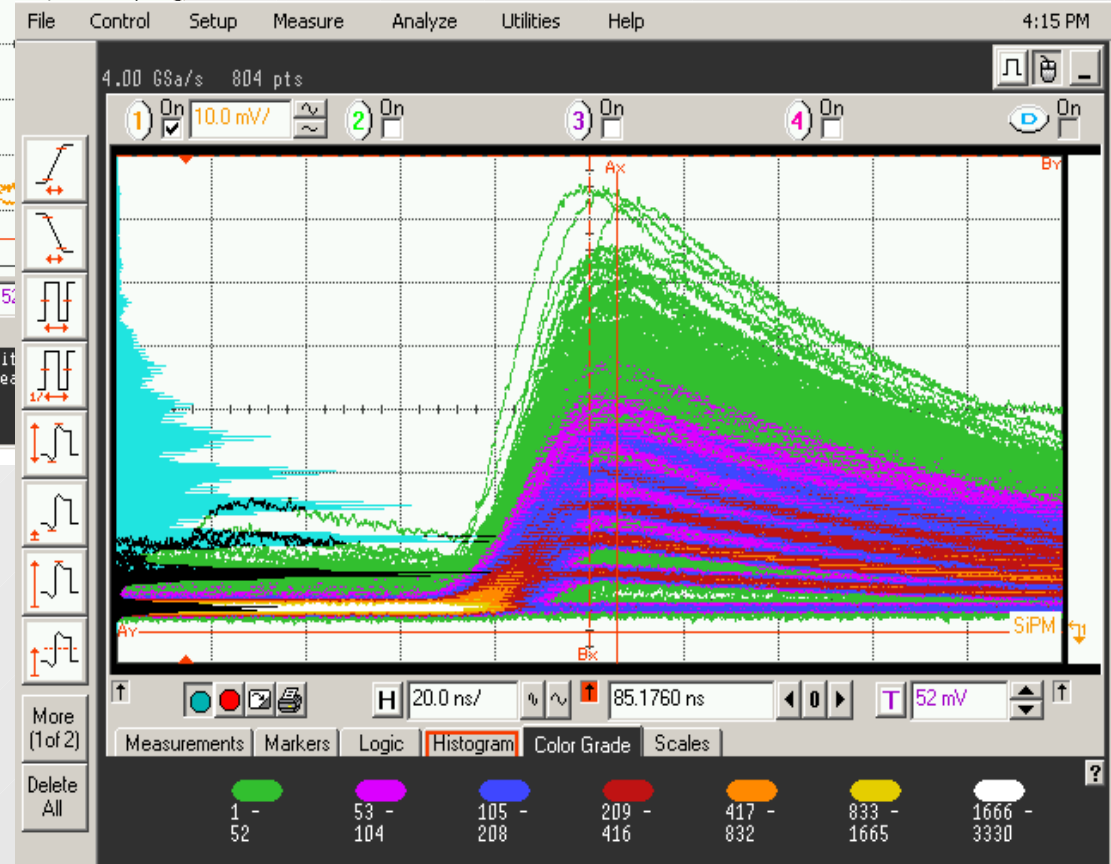 File Control Setup Measure Analyze Utilities Help 4:15 PM
4.00 GSa/s 804 pts
1 On 10.0 mV/ 2 On 3 On 4 On D On
Ax By
Ay
SiPM
Bx
H 20.0 ns/ 85.1760 ns 0 T 52 mV
More
(1of 2)
Delete
All
Measurements Markers Logic Histogram Color Grade Scales
?
1 - 53 - 105 - 209 - 417 - 833 - 1666 -
52 104 208 416 832 1665 3330